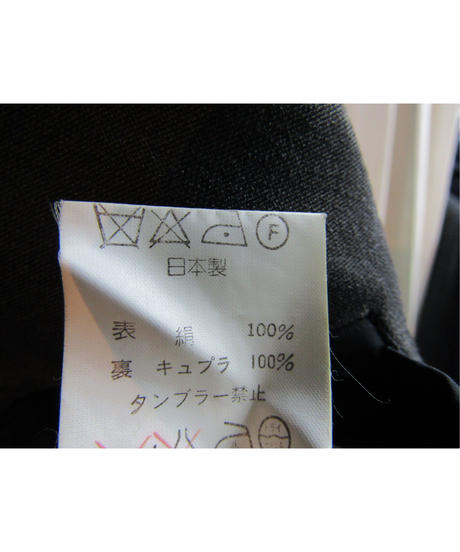 F
日本製
表 絹 100%
裏 キュプラ 100%
タンブラー禁止